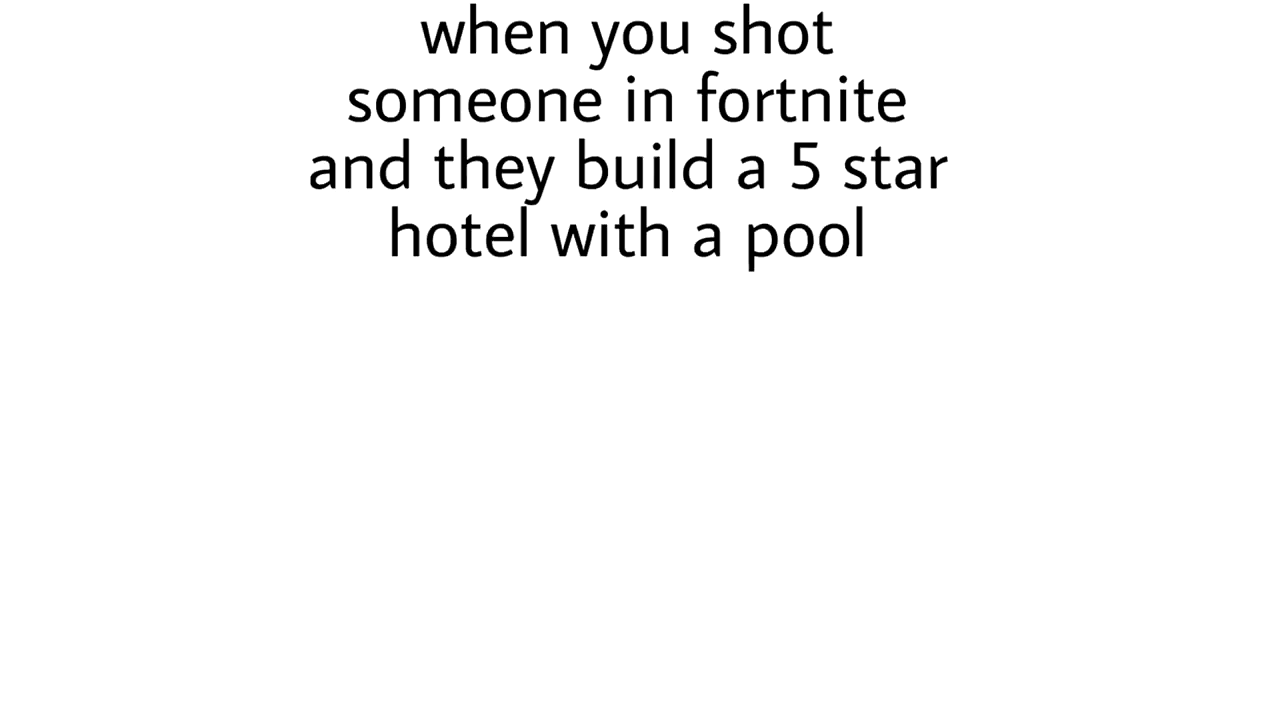 when you shot
someone in fortnite
and they build a 5 star
hotel with a pool